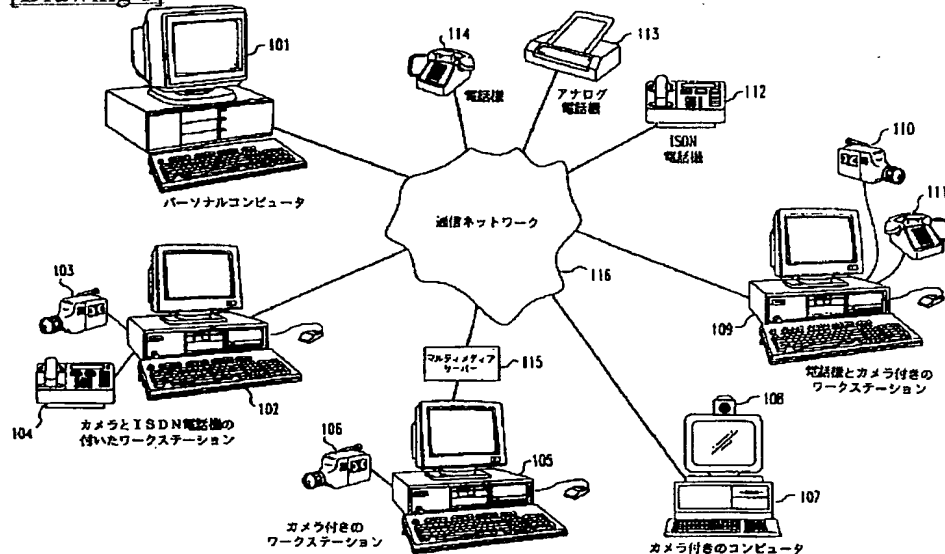 [Drawing 1]
101
パーソナルコンピュータ
114
電話機
113
アナログ
電話機
112
ISDN
電話機
110
111
通信ネットワーク
116
109
電話機とカメラ付きの
ワークステーション
103
104
102
カメラとISDN電話機の
付いたワークステーション
マルチメディア
サーバー
115
106
105
カメラ付きの
ワークステーション
108
107
カメラ付きのコンピュータ